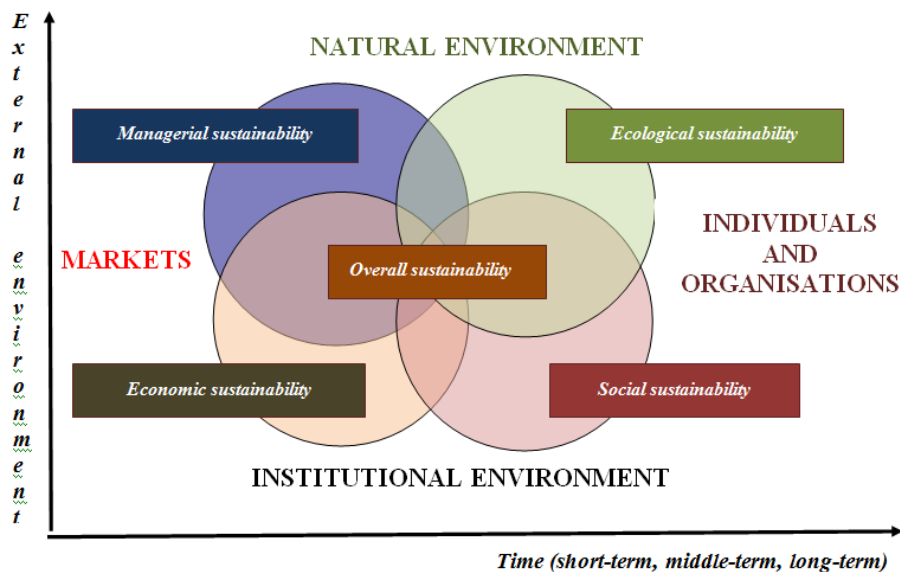 External environment
NATURAL ENVIRONMENT
Managerial sustainability
Ecological sustainability
MARKETS
Overall sustainability
INDIVIDUALS
AND
ORGANISATIONS
Economic sustainability
Social sustainability
INSTITUTIONAL ENVIRONMENT
Time (short-term, middle-term, long-term)